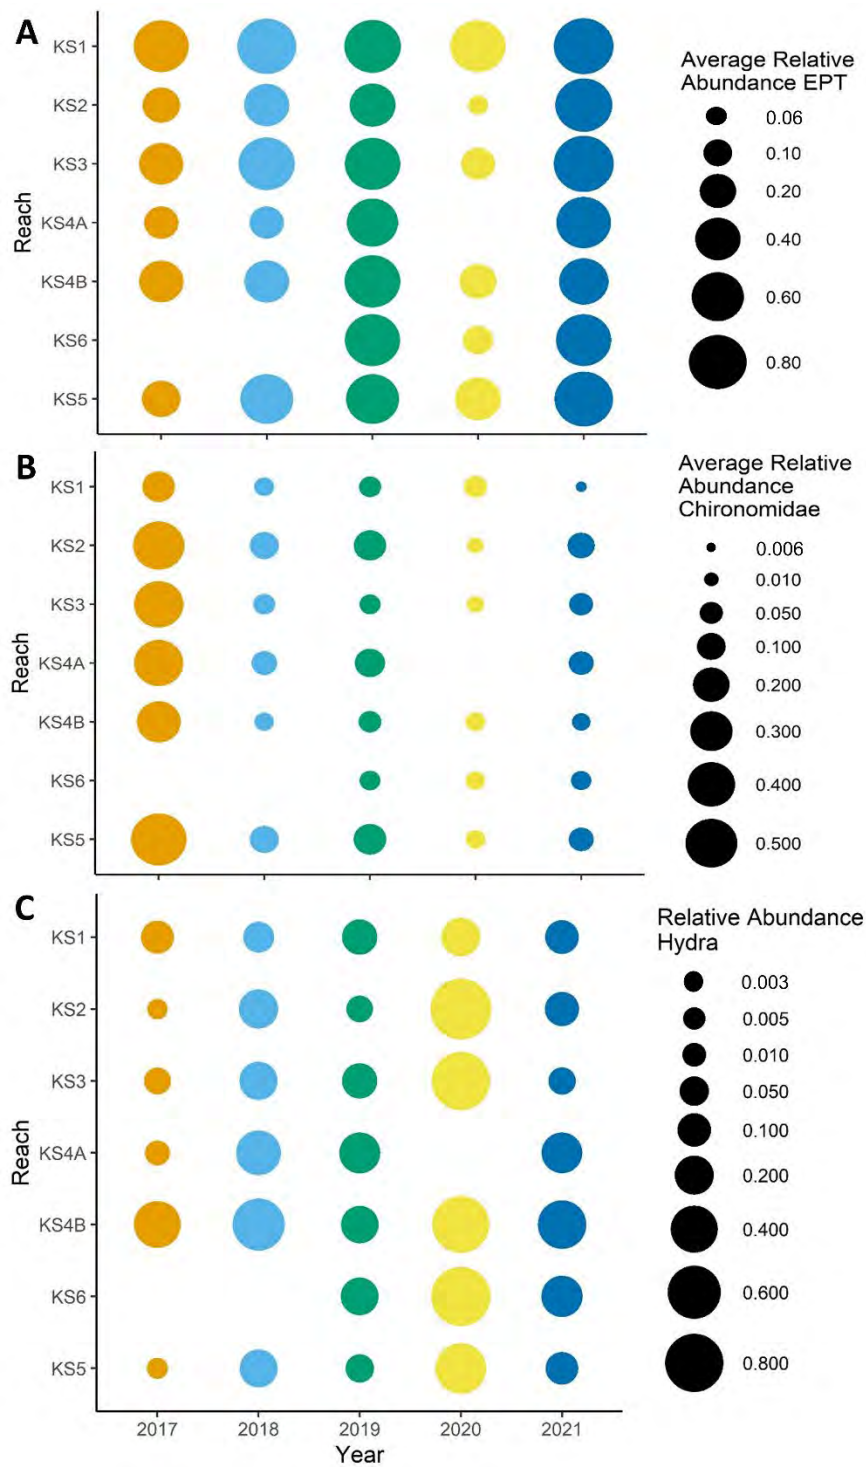 A
KS1
KS2
KS3
KS4A
KS4B
KS6
KS5
Reach
Average Relative
Abundance EPT
0.06
0.10
0.20
0.40
0.60
0.80
B
KS1
KS2
KS3
KS4A
KS4B
KS6
KS5
Reach
Average Relative
Abundance
Chironomidae
0.006
0.010
0.050
0.100
0.200
0.300
0.400
0.500
C
KS1
KS2
KS3
KS4A
KS4B
KS6
KS5
Reach
2017 2018 2019 2020 2021
Year
Relative Abundance
Hydra
0.003
0.005
0.010
0.050
0.100
0.200
0.400
0.600
0.800